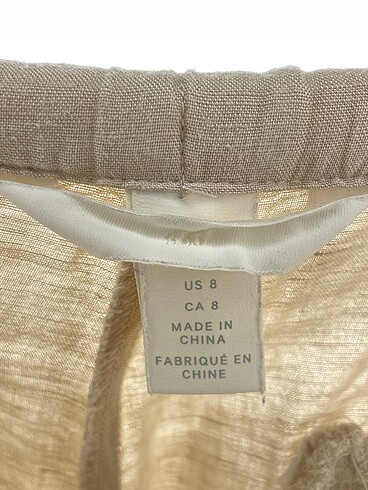 US 8
CA 8
MADE IN
CHINA
FABRIQUÉ EN
CHINE